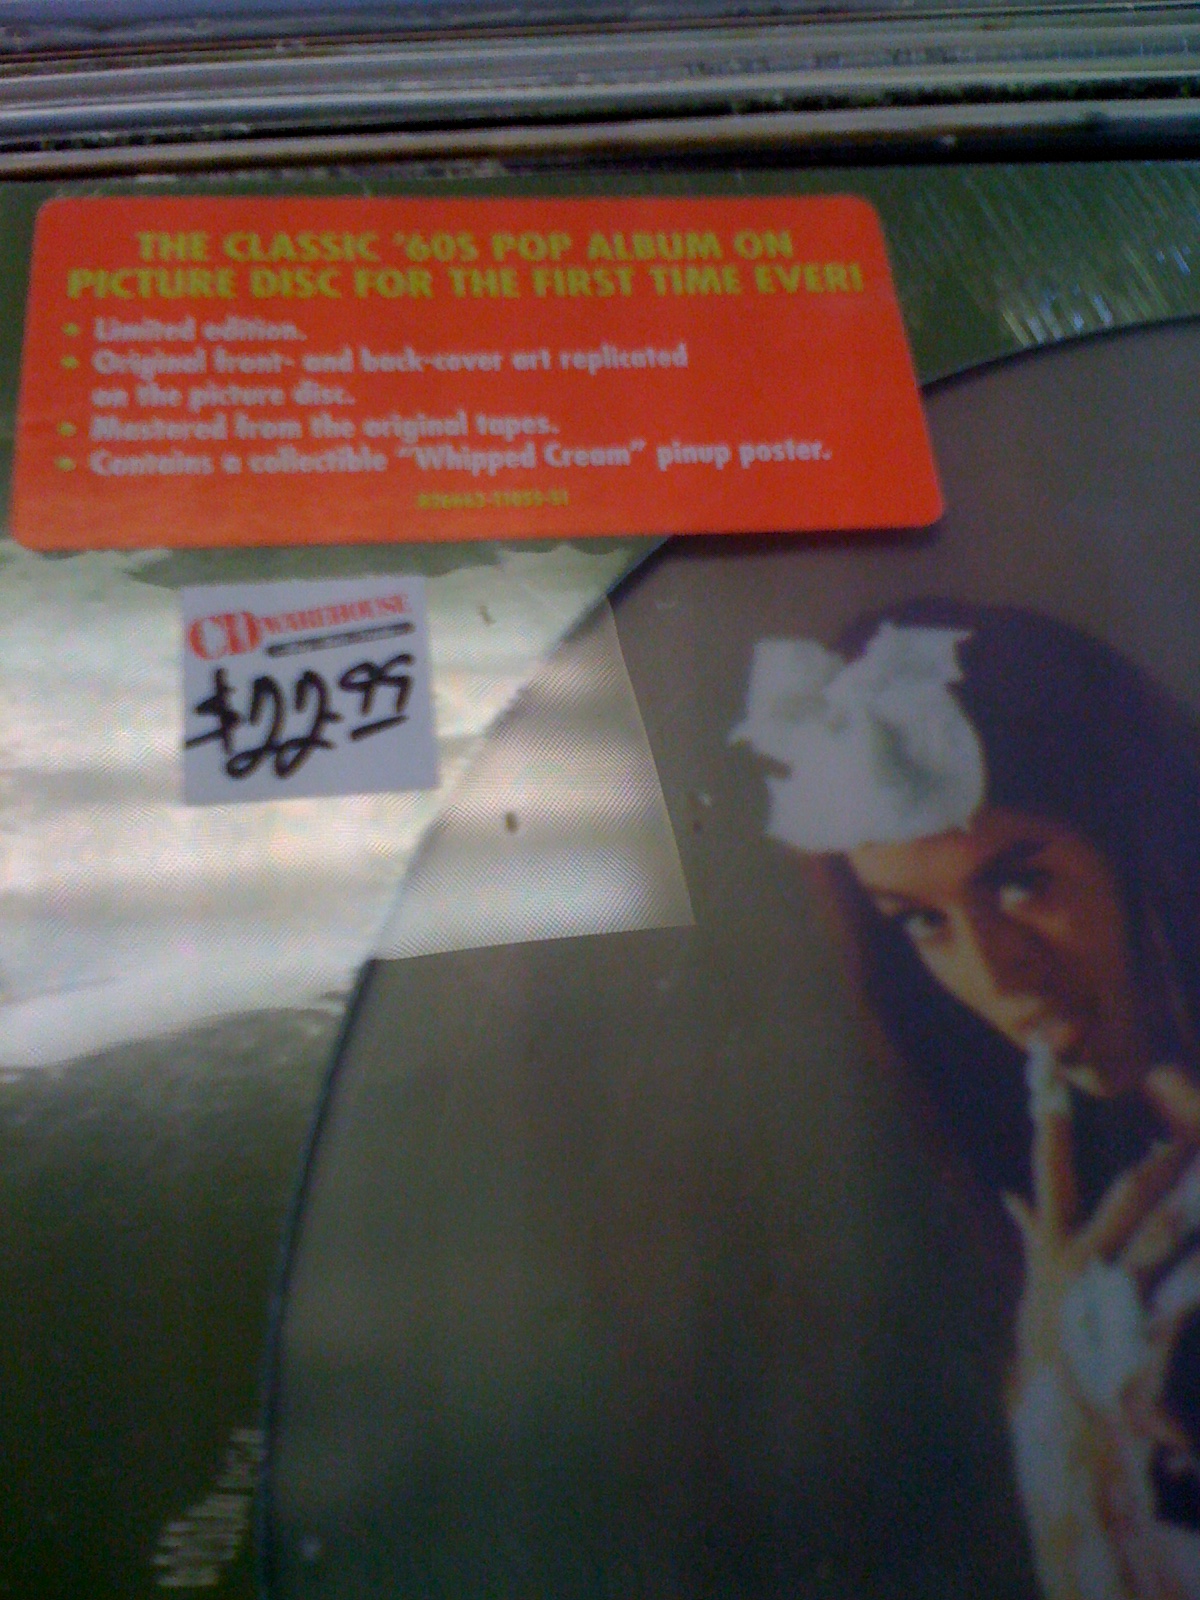 THE CLASSIC '60S POP ALBUM ON
PICTURE DISC FOR THE FIRST TIME EVER!
Limited edition.
Original front- and back-cover art replicated
on the picture disc.
Mastered from the original tapes.
Contains a collectible "Whipped Cream" pinup poster.
CD WAREHOUSE
$22.99